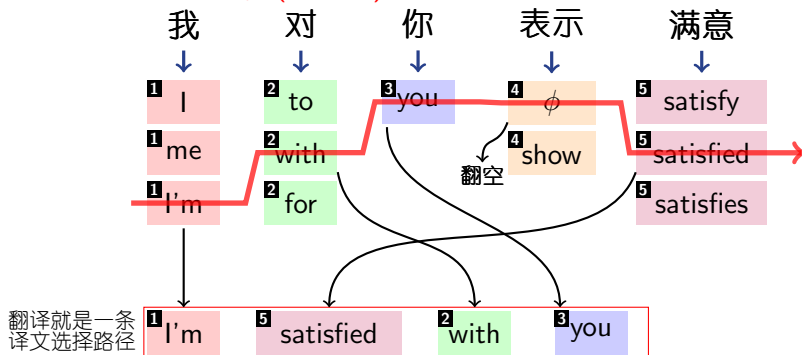 我 对 你 表示 满意
1 I 2 to 3 you 4 ϕ 5 satisfy
1 me 2 with 4 show 5 satisfied
翻空
1 I'm 2 for 5 satisfies
翻译就是一条
译文选择路径
1 I'm 5 satisfied 2 with 3 you